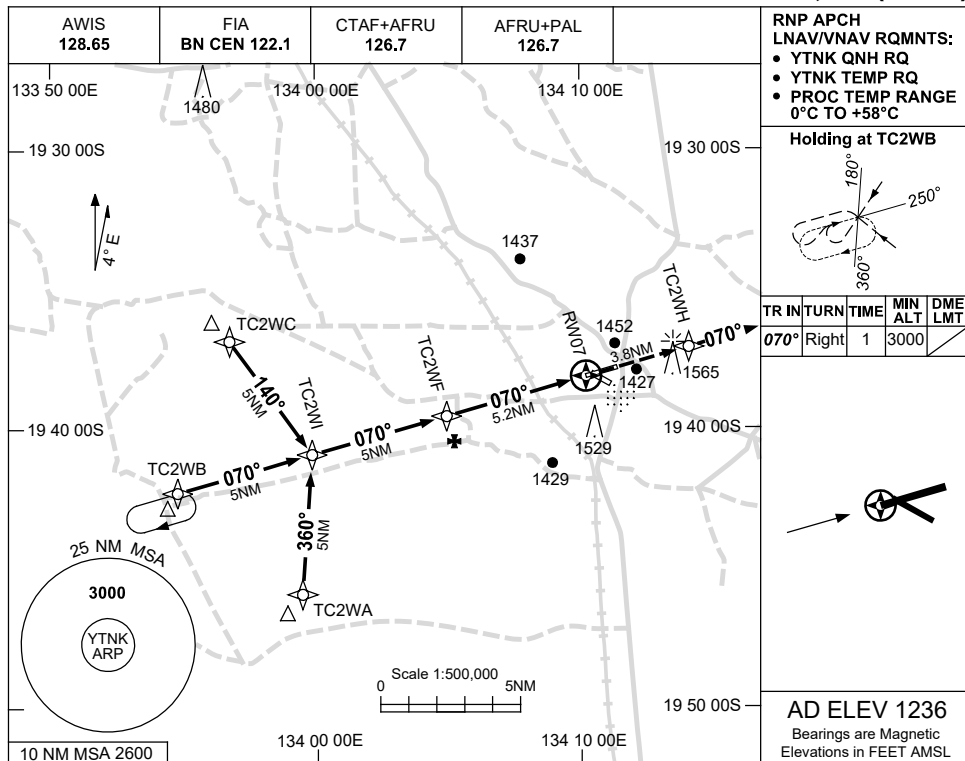 AWIS
128.65
FIA
BN CEN 122.1
CTAF+AFRU
126.7
AFRU+PAL
126.7
RNP APCH
LNAV/VNAV RQMNTS:
• YTNK QNH RQ
• YTNK TEMP RQ
• PROC TEMP RANGE
0°C TO +58°C
133 50 00E
134 00 00E
134 10 00E
1480
19 30 00S
19 30 00S
Holding at TC2WB
180°
250°
360°
4° E
1437
TC2WC
TC2WH
RW07
1452
3.8NM
070°
1427
1565
TR IN
TURN
TIME
MIN
ALT
DME
LMT
070°
Right
1
3000
140°
5NM
TC2WI
TC2WF
070°
5.2NM
070°
5NM
19 40 00S
19 40 00S
1529
1429
TC2WB
070°
5NM
360°
5NM
TC2WA
25 NM MSA
3000
YTNK
ARP
Scale 1:500,000
0
5NM
19 50 00S
134 00 00E
134 10 00E
10 NM MSA 2600
AD ELEV 1236
Bearings are Magnetic
Elevations in FEET AMSL